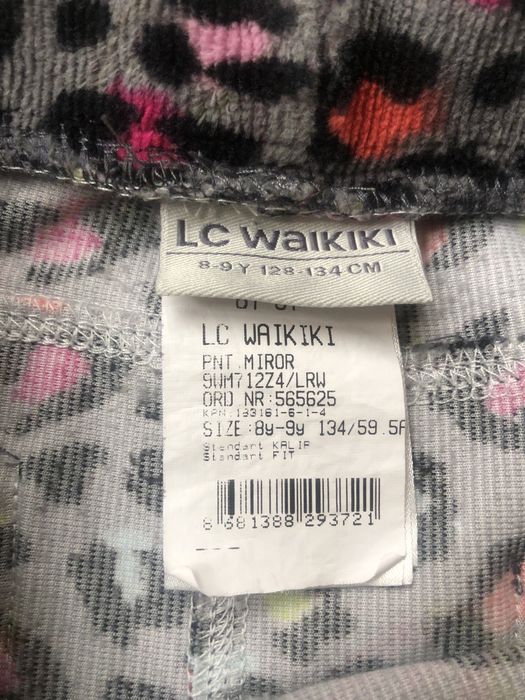 LC WAIKIKI
8-9 Y 128-134 CM
LC WAIKIKI
PNT.MIROR
9WM712Z4/LRW
ORD NR:565625
KPN:193161-6-1-4
SIZE:8y-9y 134/59.5A
Standart KALIP
Standart FIT
8 681388 293721